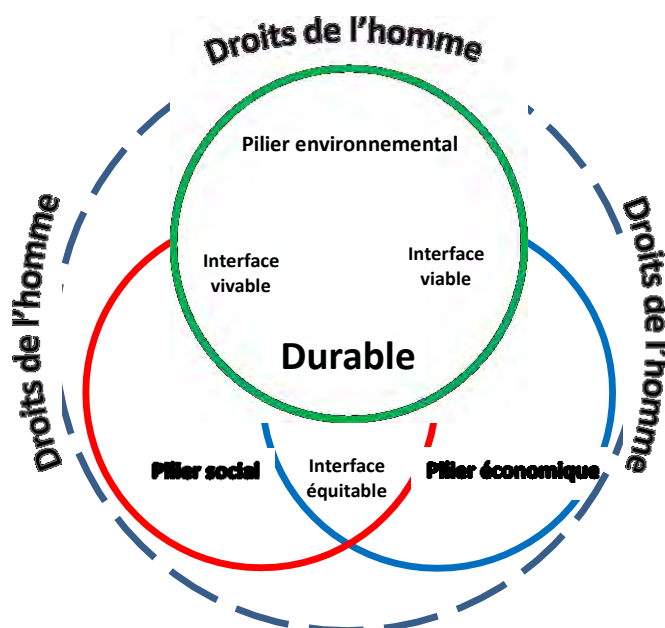 Droits de l'homme
Pilier environnemental
Droits de l'homme
Droits de l'homme
Interface
vivable
Interface
viable
Durable
Pilier social
Interface
équitable
Pilier économique